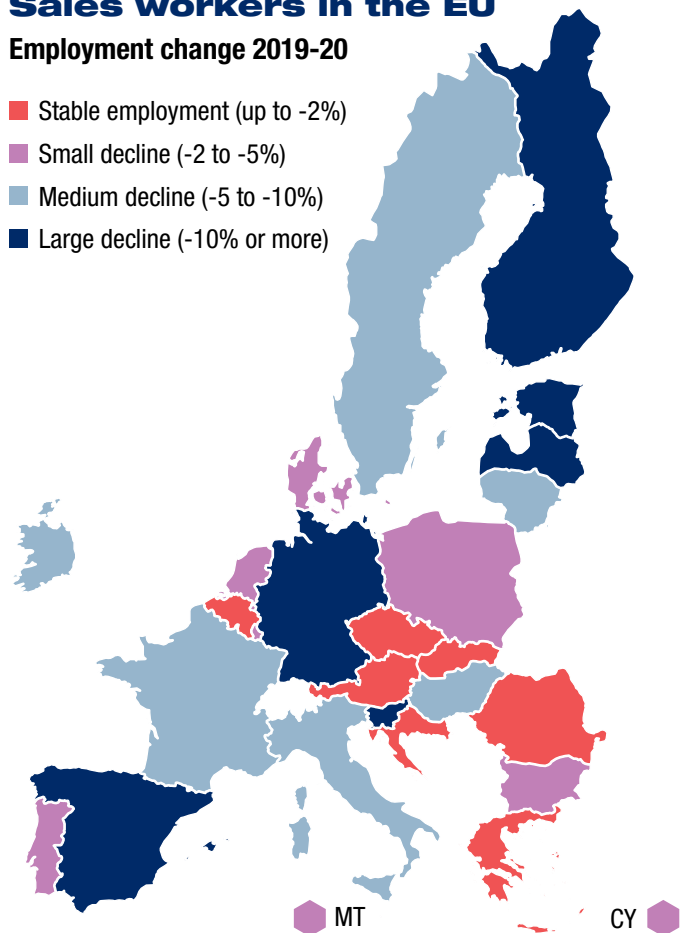 Sales workers in the EU
Employment change 2019-20
Stable employment (up to -2%)
Small decline (-2 to -5%)
Medium decline (-5 to -10%)
Large decline (-10% or more)
MT
CY